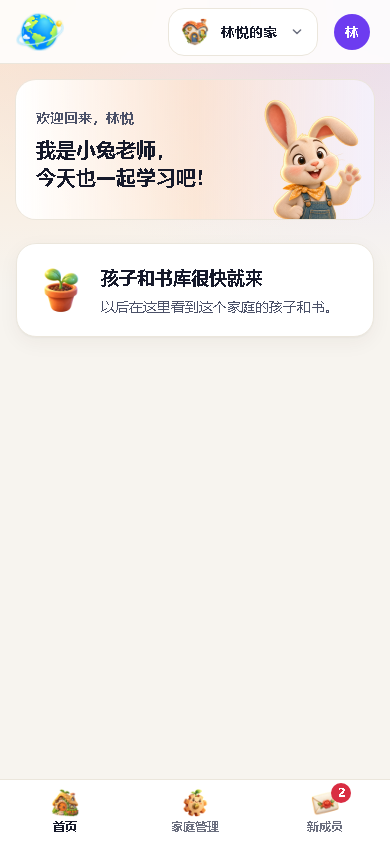 林悦的家
林
欢迎回来，林悦
我是小兔老师，
今天也一起学习吧！
孩子和书库很快就来
以后在这里看到这个家庭的孩子和书。
2
首页
家庭管理
新成员